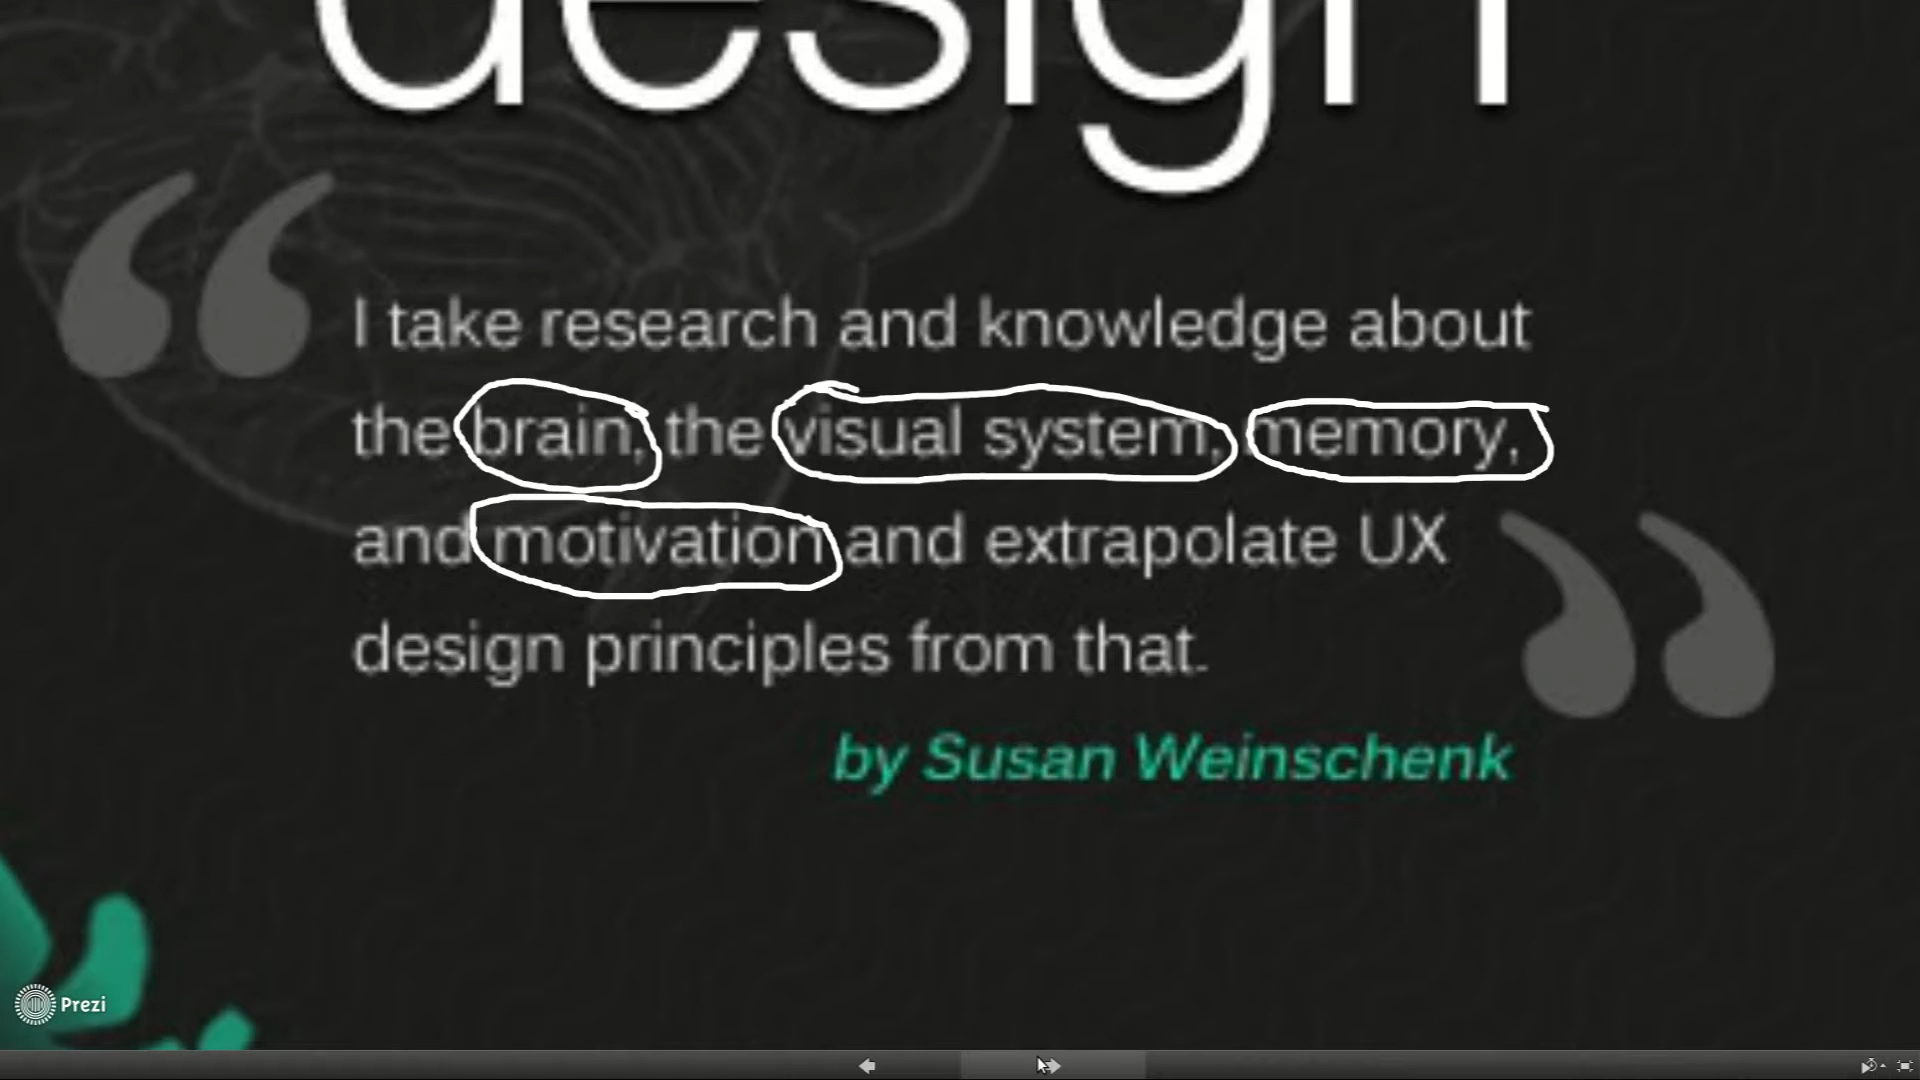 design
I take research and knowledge about
the brain, the visual system, memory,
and motivation and extrapolate UX
design principles from that.
by Susan Weinschenk
Prezi